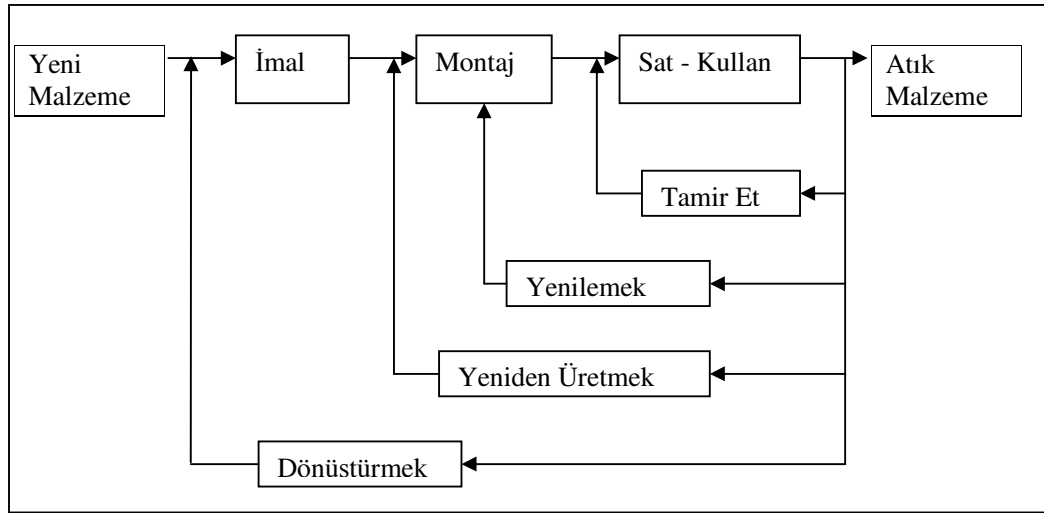 Yeni
Malzeme
İmal
Montaj
Sat - Kullan
Atık
Malzeme
Tamir Et
Yenilemek
Yeniden Üretmek
Dönüstürmek